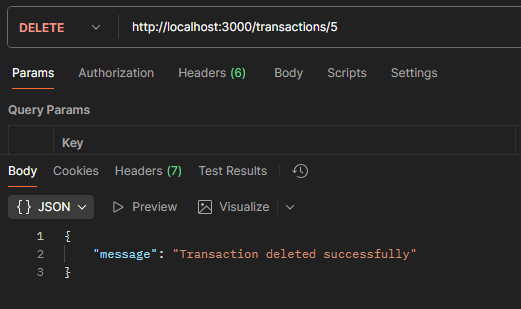 DELETE http://localhost:3000/transactions/5
Params Authorization Headers (6) Body Scripts Settings
Query Params
Key
Body Cookies Headers (7) Test Results
{ } JSON Preview Visualize
1 {
2 "message": "Transaction deleted successfully"
3 }